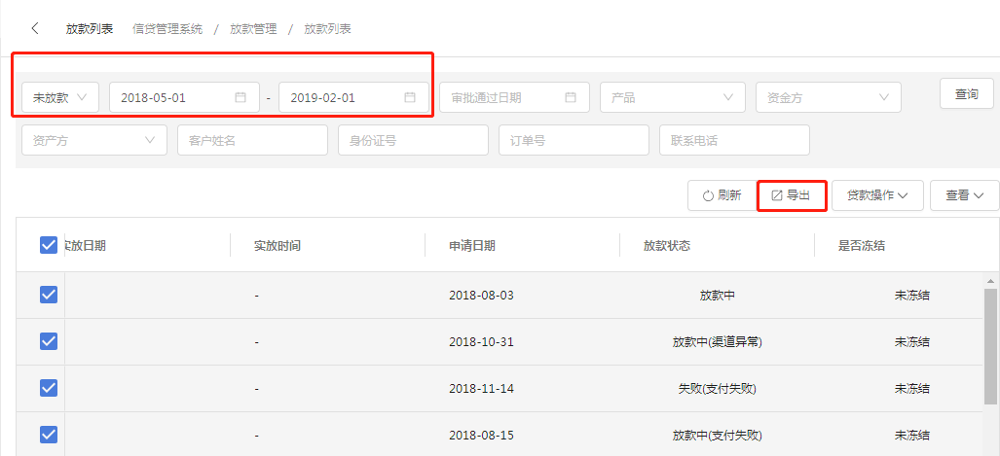 放款列表 信贷管理系统 / 放款管理 / 放款列表
未放款 2018-05-01 - 2019-02-01 审批通过日期 产品 资金方 查询
资产方 客户姓名 身份证号 订单号 联系电话
刷新 导出 贷款操作 查看
实放日期 实放时间 申请日期 放款状态 是否冻结
- 2018-08-03 放款中 未冻结
- 2018-10-31 放款中(渠道异常) 未冻结
- 2018-11-14 失败(支付失败) 未冻结
- 2018-08-15 放款中(支付失败) 未冻结